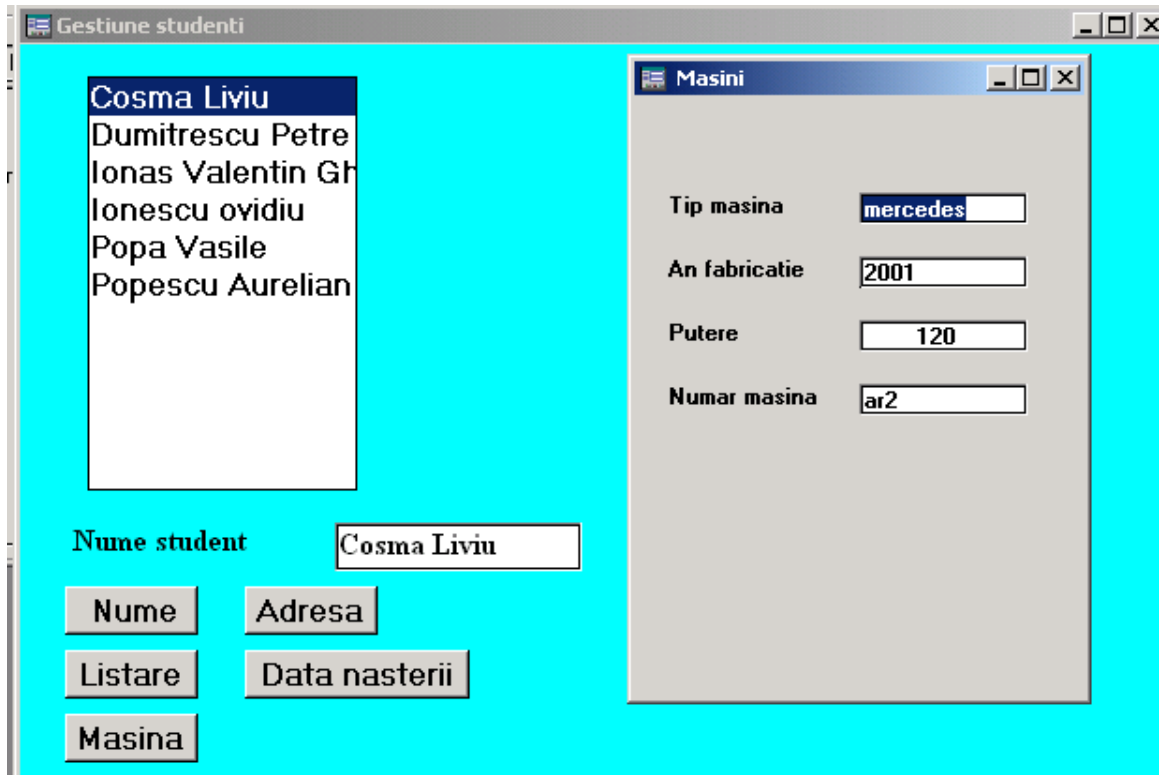 Gestiune studenti
Cosma Liviu
Dumitrescu Petre
Ionas Valentin Gh
Ionescu ovidiu
Popa Vasile
Popescu Aurelian
Nume student
Cosma Liviu
Nume
Adresa
Listare
Data nasterii
Masina
Masini
Tip masina
mercedes
An fabricatie
2001
Putere
120
Numar masina
ar2